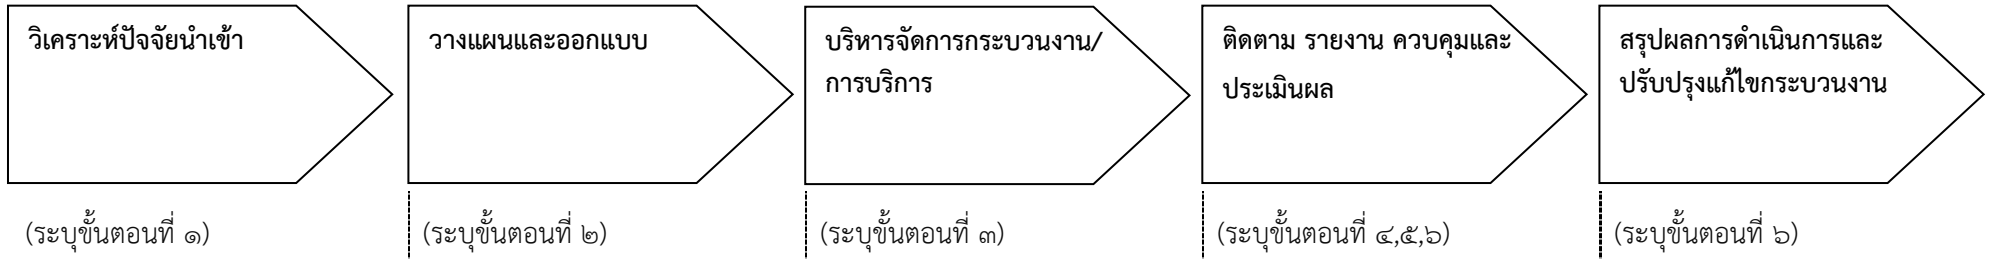 วิเคราะห์ปัจจัยนำเข้า
วางแผนและออกแบบ
บริหารจัดการกระบวนงาน/
การบริการ
ติดตาม รายงาน ควบคุมและ
ประเมินผล
สรุปผลการดำเนินการและ
ปรับปรุงแก้ไขกระบวนงาน
(ระบุขั้นตอนที่ ๑)
(ระบุขั้นตอนที่ ๒)
(ระบุขั้นตอนที่ ๓)
(ระบุขั้นตอนที่ ๔,๕,๖)
(ระบุขั้นตอนที่ ๖)